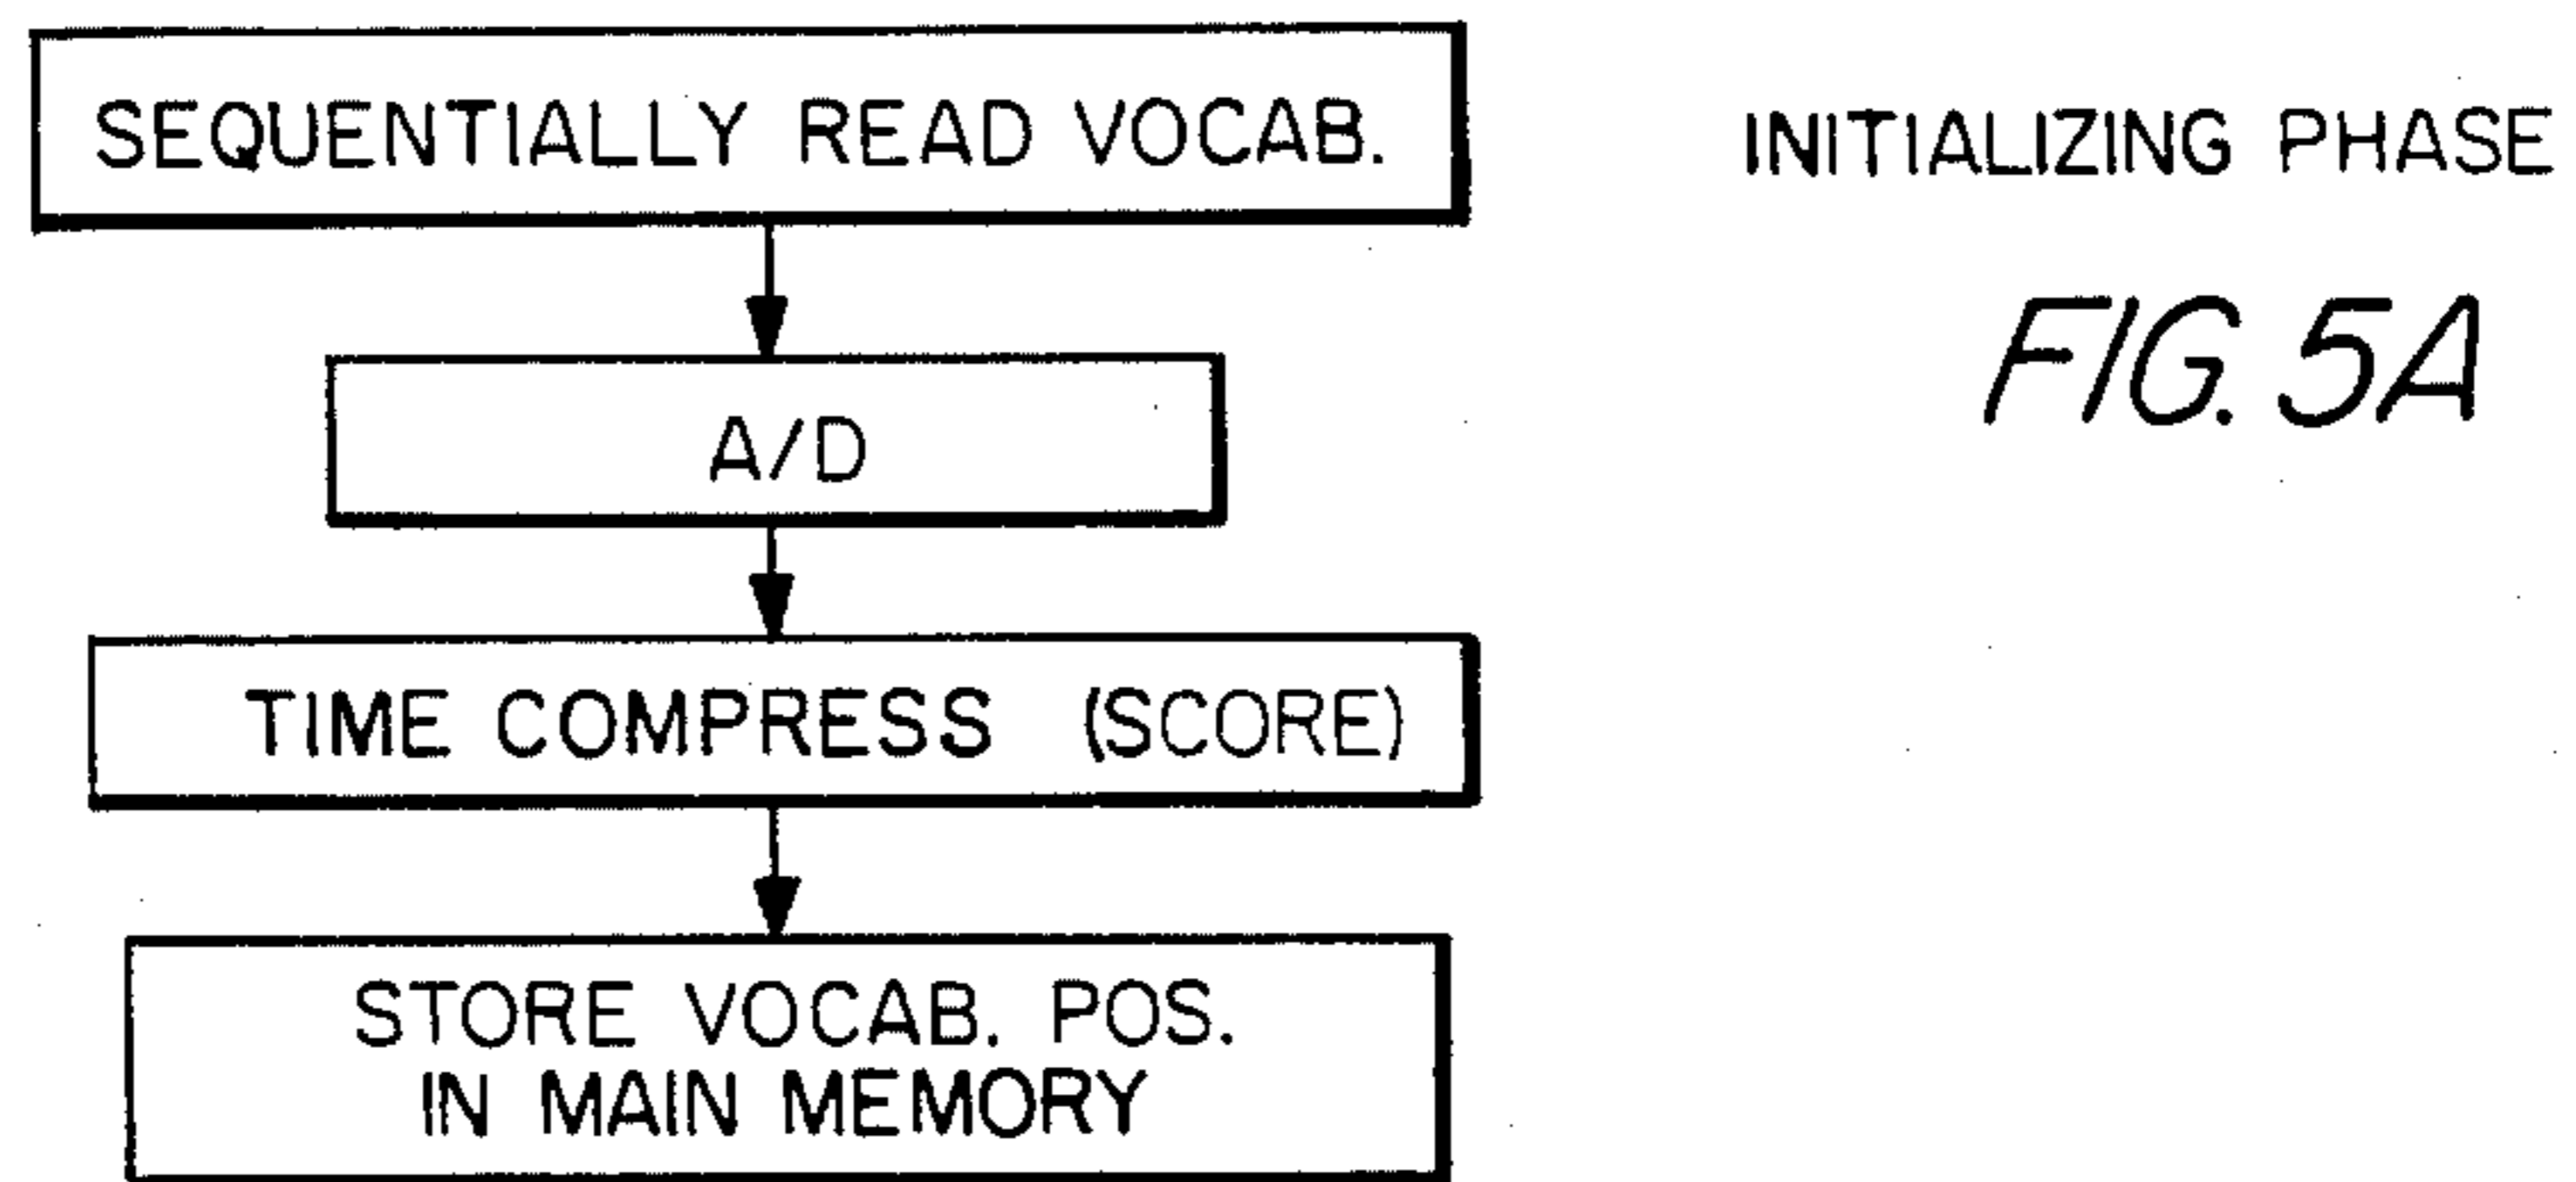 SEQUENTIALLY READ VOCAB.
INITIALIZING PHASE
FIG. 5A
A/D
TIME COMPRESS (SCORE)
STORE VOCAB. POS.
IN MAIN MEMORY